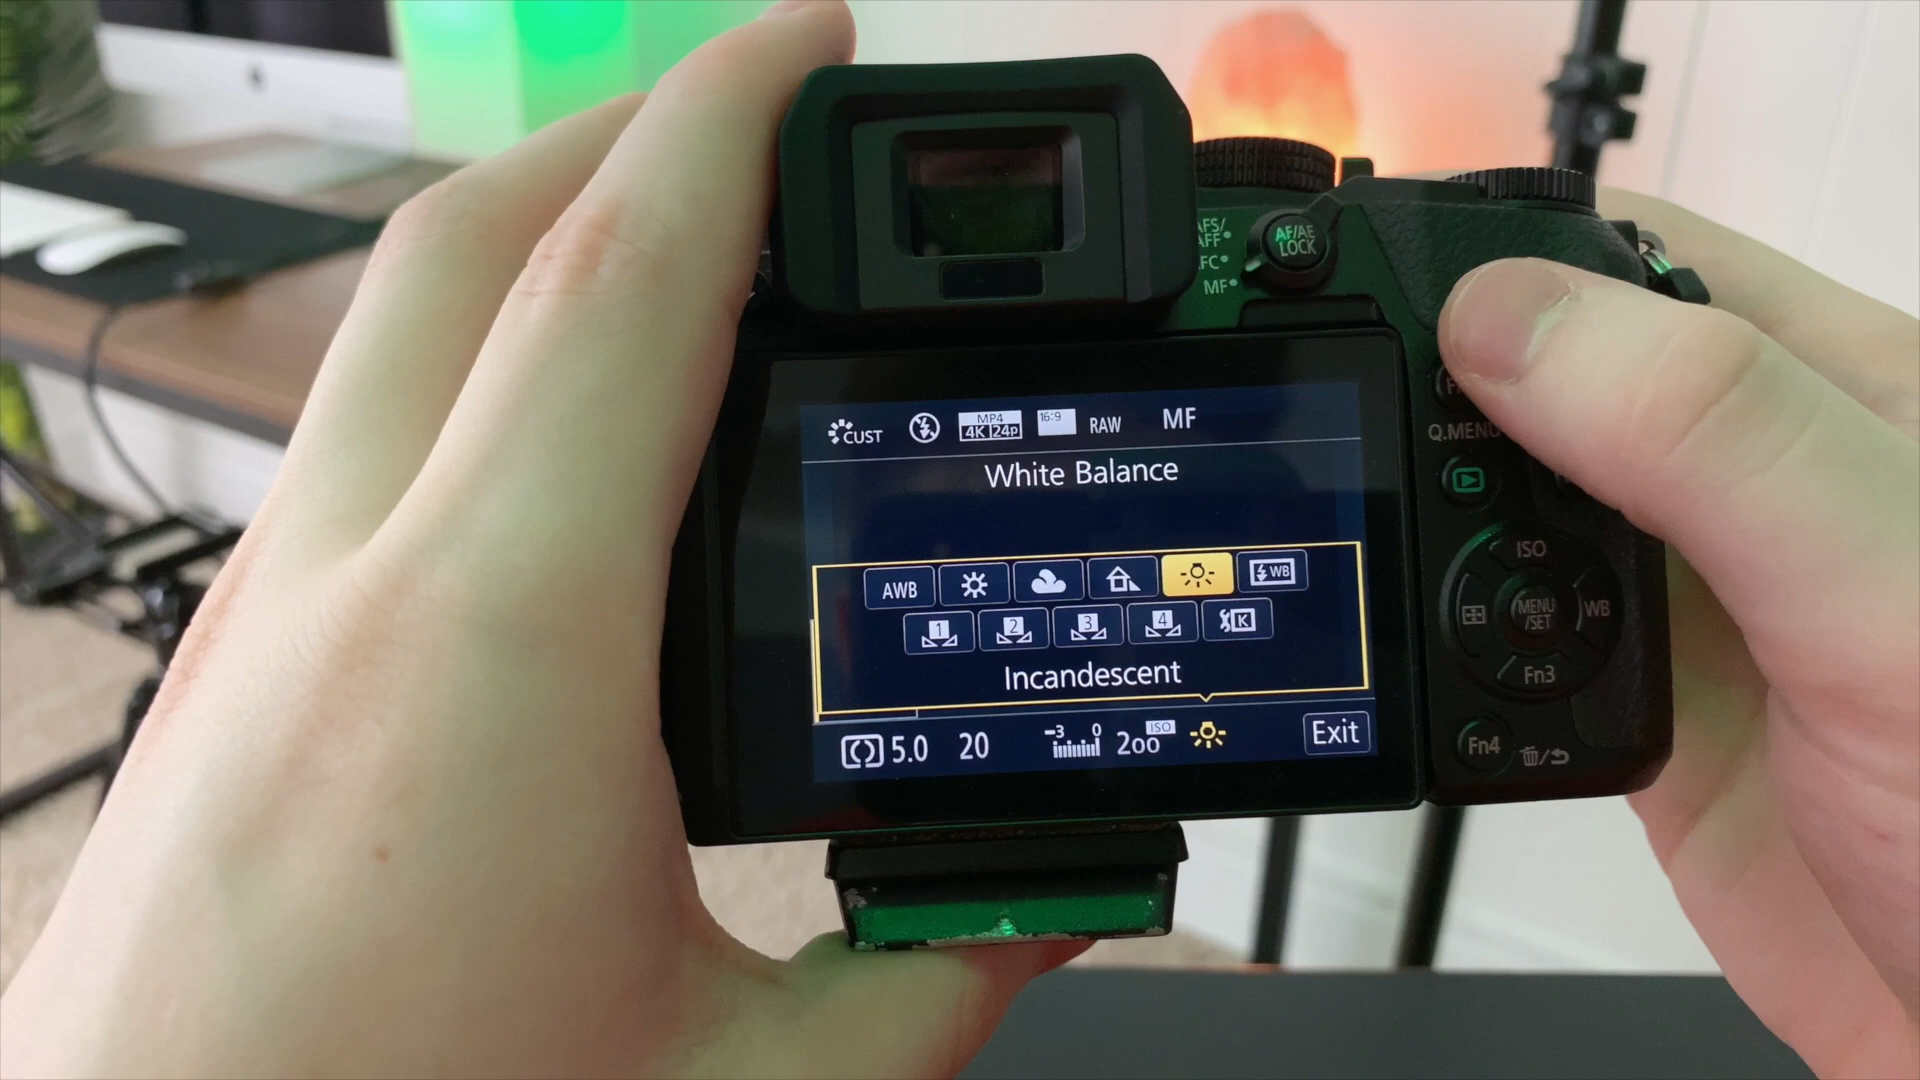 AFS/
AFF
AFC
MF
AF/AE
LOCK
Q.MENU
CUST
MP4
4K 24p
16:9
RAW
MF
White Balance
AWB
WB
1
2
3
4
K
Incandescent
5.0
20
-3 0
200
ISO
Exit
ISO
MENU
/SET
WB
Fn3
Fn4